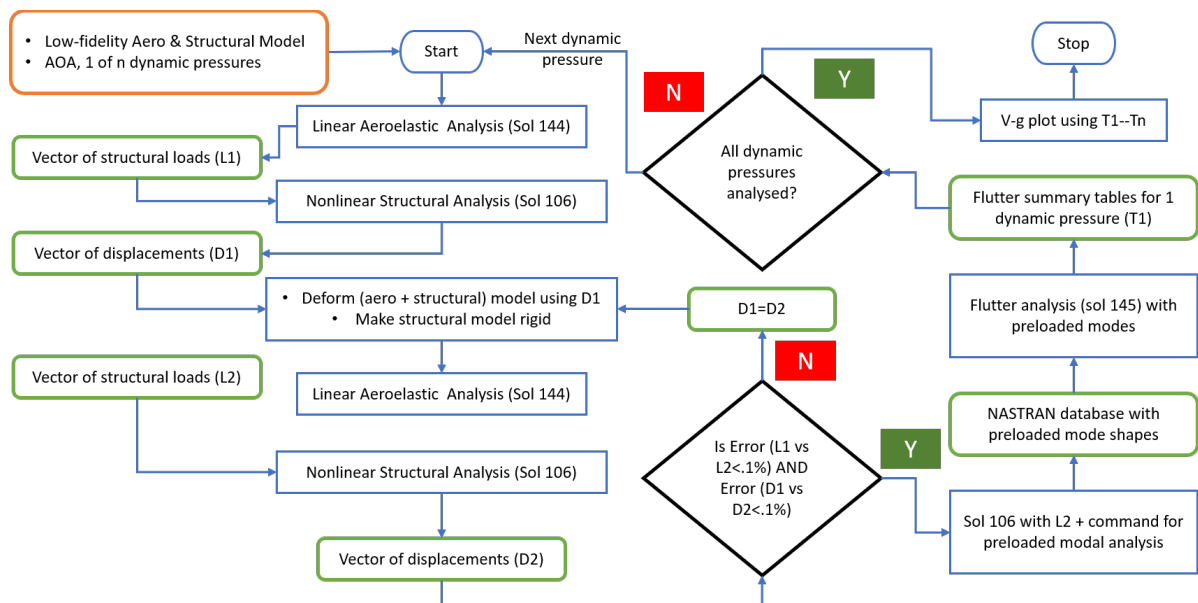 • Low-fidelity Aero & Structural Model
• AOA, 1 of n dynamic pressures
Start
Next dynamic
pressure
Linear Aeroelastic Analysis (Sol 144)
Vector of structural loads (L1)
Nonlinear Structural Analysis (Sol 106)
Vector of displacements (D1)
• Deform (aero + structural) model using D1
• Make structural model rigid
Vector of structural loads (L2)
Linear Aeroelastic  Analysis (Sol 144)
Nonlinear Structural Analysis (Sol 106)
Vector of displacements (D2)
Is Error (L1 vs
L2<.1%) AND
Error (D1 vs
D2<.1%)
N
D1=D2
Y
Sol 106 with L2 + command for
preloaded modal analysis
NASTRAN database with
preloaded mode shapes
Flutter analysis (sol 145) with
preloaded modes
Flutter summary tables for 1
dynamic pressure (T1)
All dynamic
pressures
analysed?
N
Y
V-g plot using T1--Tn
Stop